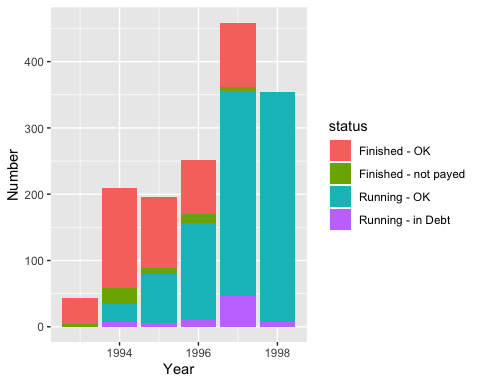 400
300
200
100
0
Number
1994
1996
1998
Year
status
Finished - OK
Finished - not payed
Running - OK
Running - in Debt